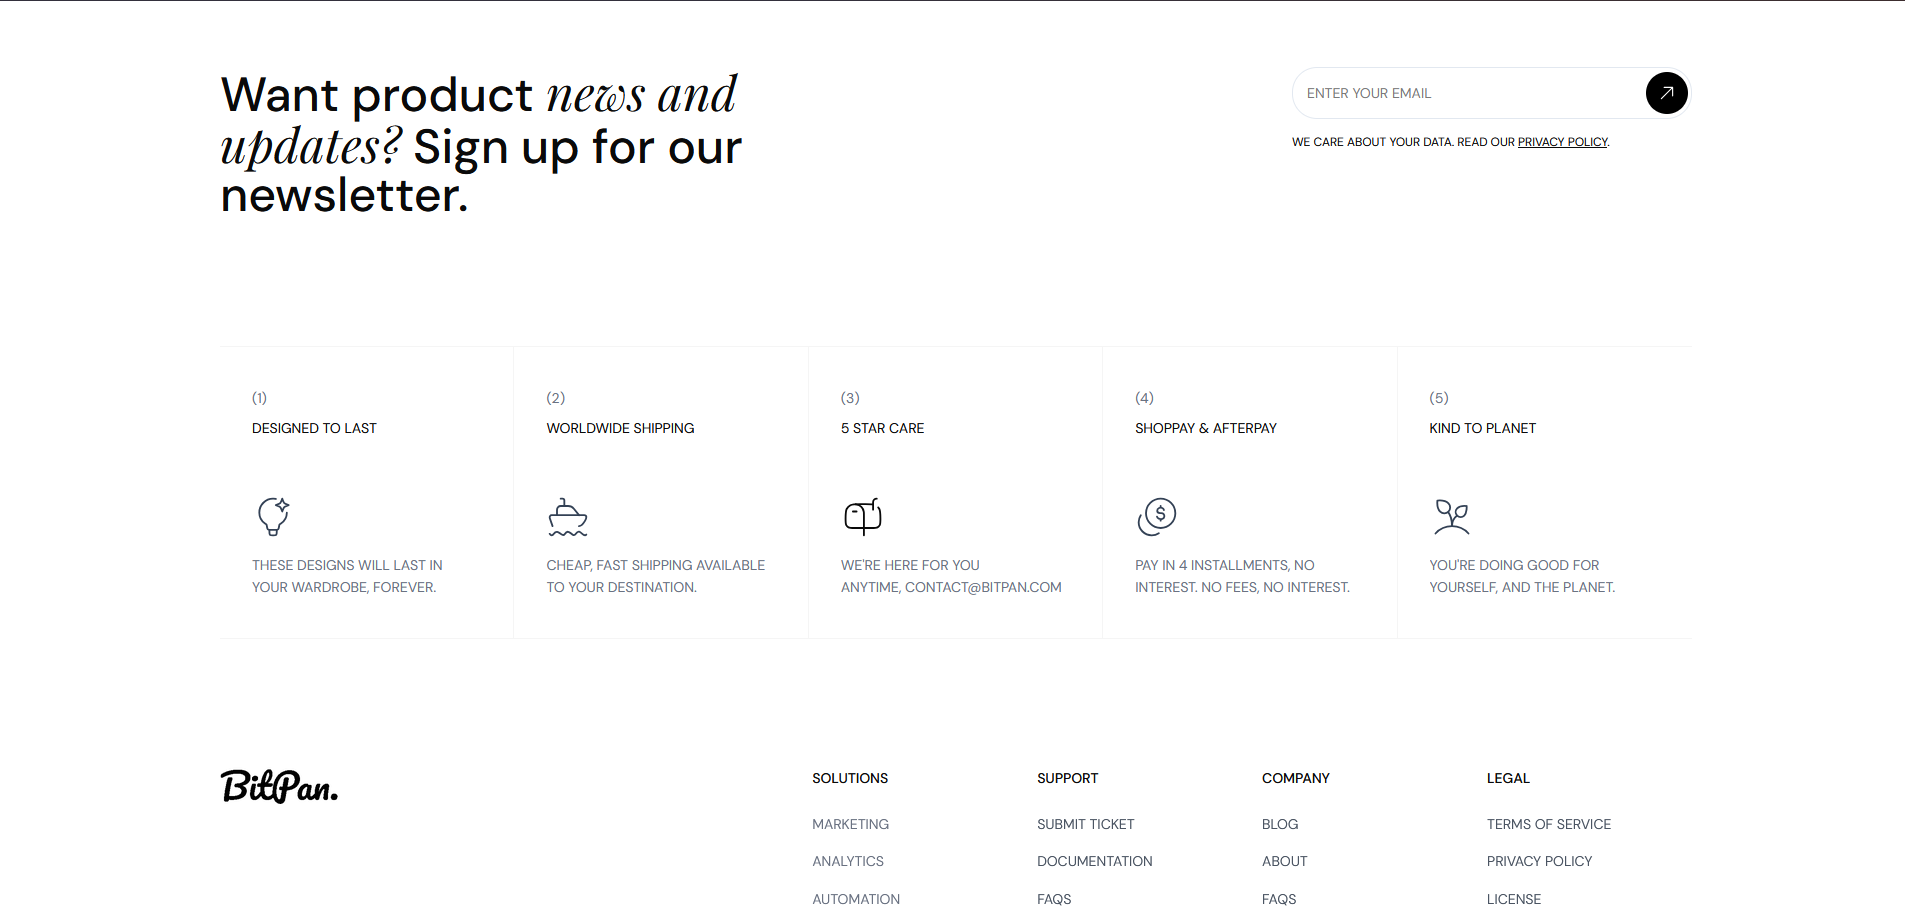 Want product news and
updates? Sign up for our
newsletter.
ENTER YOUR EMAIL
WE CARE ABOUT YOUR DATA. READ OUR PRIVACY POLICY.
(1)
DESIGNED TO LAST
THESE DESIGNS WILL LAST IN
YOUR WARDROBE, FOREVER.
(2)
WORLDWIDE SHIPPING
CHEAP, FAST SHIPPING AVAILABLE
TO YOUR DESTINATION.
(3)
5 STAR CARE
WE'RE HERE FOR YOU
ANYTIME, CONTACT@BITPAN.COM
(4)
SHOPPAY & AFTERPAY
$
PAY IN 4 INSTALLMENTS, NO
INTEREST. NO FEES, NO INTEREST.
(5)
KIND TO PLANET
YOU'RE DOING GOOD FOR
YOURSELF, AND THE PLANET.
BitPan.
SOLUTIONS
MARKETING
ANALYTICS
AUTOMATION
SUPPORT
SUBMIT TICKET
DOCUMENTATION
FAQS
COMPANY
BLOG
ABOUT
FAQS
LEGAL
TERMS OF SERVICE
PRIVACY POLICY
LICENSE